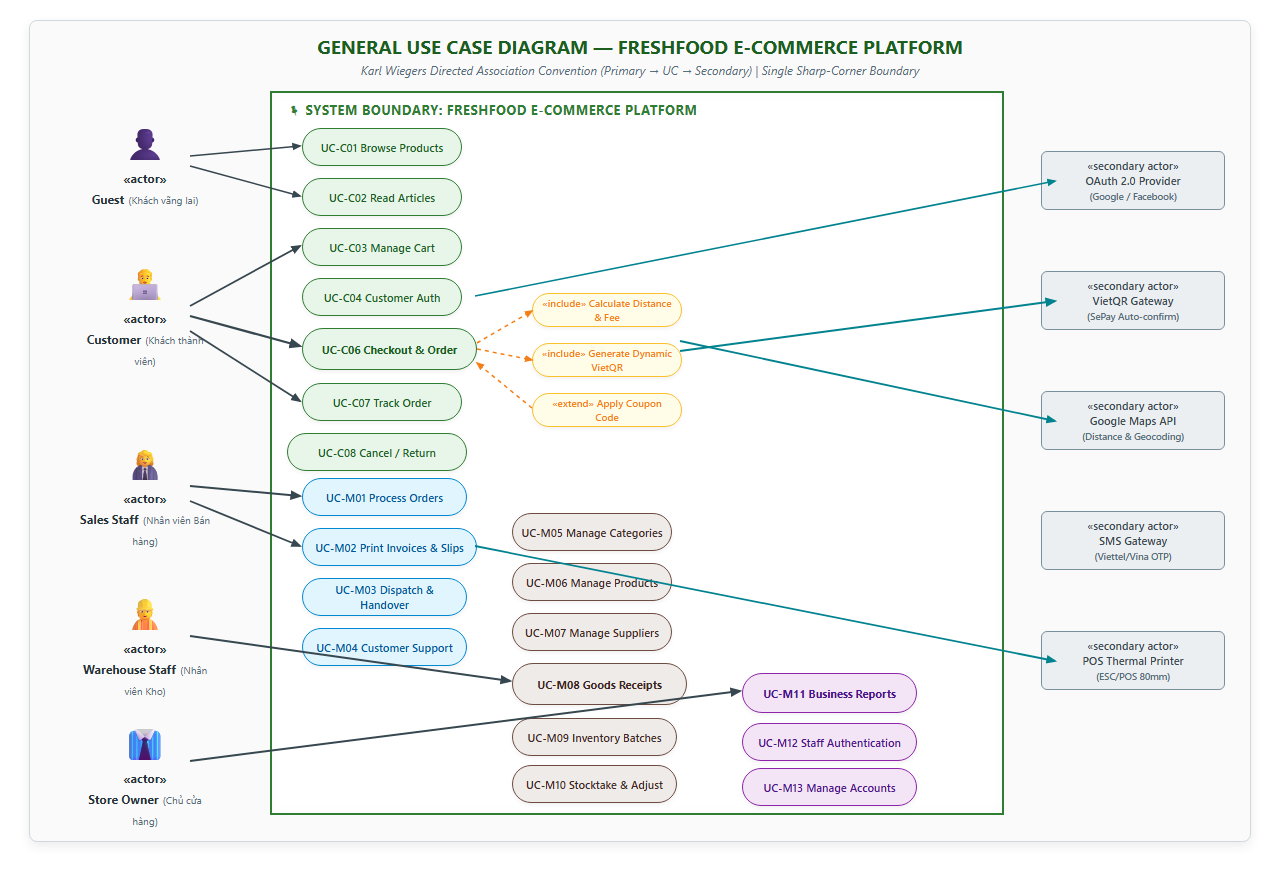 GENERAL USE CASE DIAGRAM — FRESHFOOD E-COMMERCE PLATFORM
Karl Wiegers Directed Association Convention (Primary → UC → Secondary) | Single Sharp-Corner Boundary
SYSTEM BOUNDARY: FRESHFOOD E-COMMERCE PLATFORM
«actor»
Guest (Khách vãng lai)
«actor»
Customer (Khách thành
viên)
«actor»
Sales Staff (Nhân viên Bán
hàng)
«actor»
Warehouse Staff (Nhân
viên Kho)
«actor»
Store Owner (Chủ cửa
hàng)
UC-C01 Browse Products
UC-C02 Read Articles
UC-C03 Manage Cart
UC-C04 Customer Auth
UC-C06 Checkout & Order
UC-C07 Track Order
UC-C08 Cancel / Return
UC-M01 Process Orders
UC-M02 Print Invoices & Slips
UC-M03 Dispatch &
Handover
UC-M04 Customer Support
«include» Calculate Distance
& Fee
«include» Generate Dynamic
VietQR
«extend» Apply Coupon
Code
UC-M05 Manage Categories
UC-M06 Manage Products
UC-M07 Manage Suppliers
UC-M08 Goods Receipts
UC-M09 Inventory Batches
UC-M10 Stocktake & Adjust
UC-M11 Business Reports
UC-M12 Staff Authentication
UC-M13 Manage Accounts
«secondary actor»
OAuth 2.0 Provider
(Google / Facebook)
«secondary actor»
VietQR Gateway
(SePay Auto-confirm)
«secondary actor»
Google Maps API
(Distance & Geocoding)
«secondary actor»
SMS Gateway
(Viettel/Vina OTP)
«secondary actor»
POS Thermal Printer
(ESC/POS 80mm)